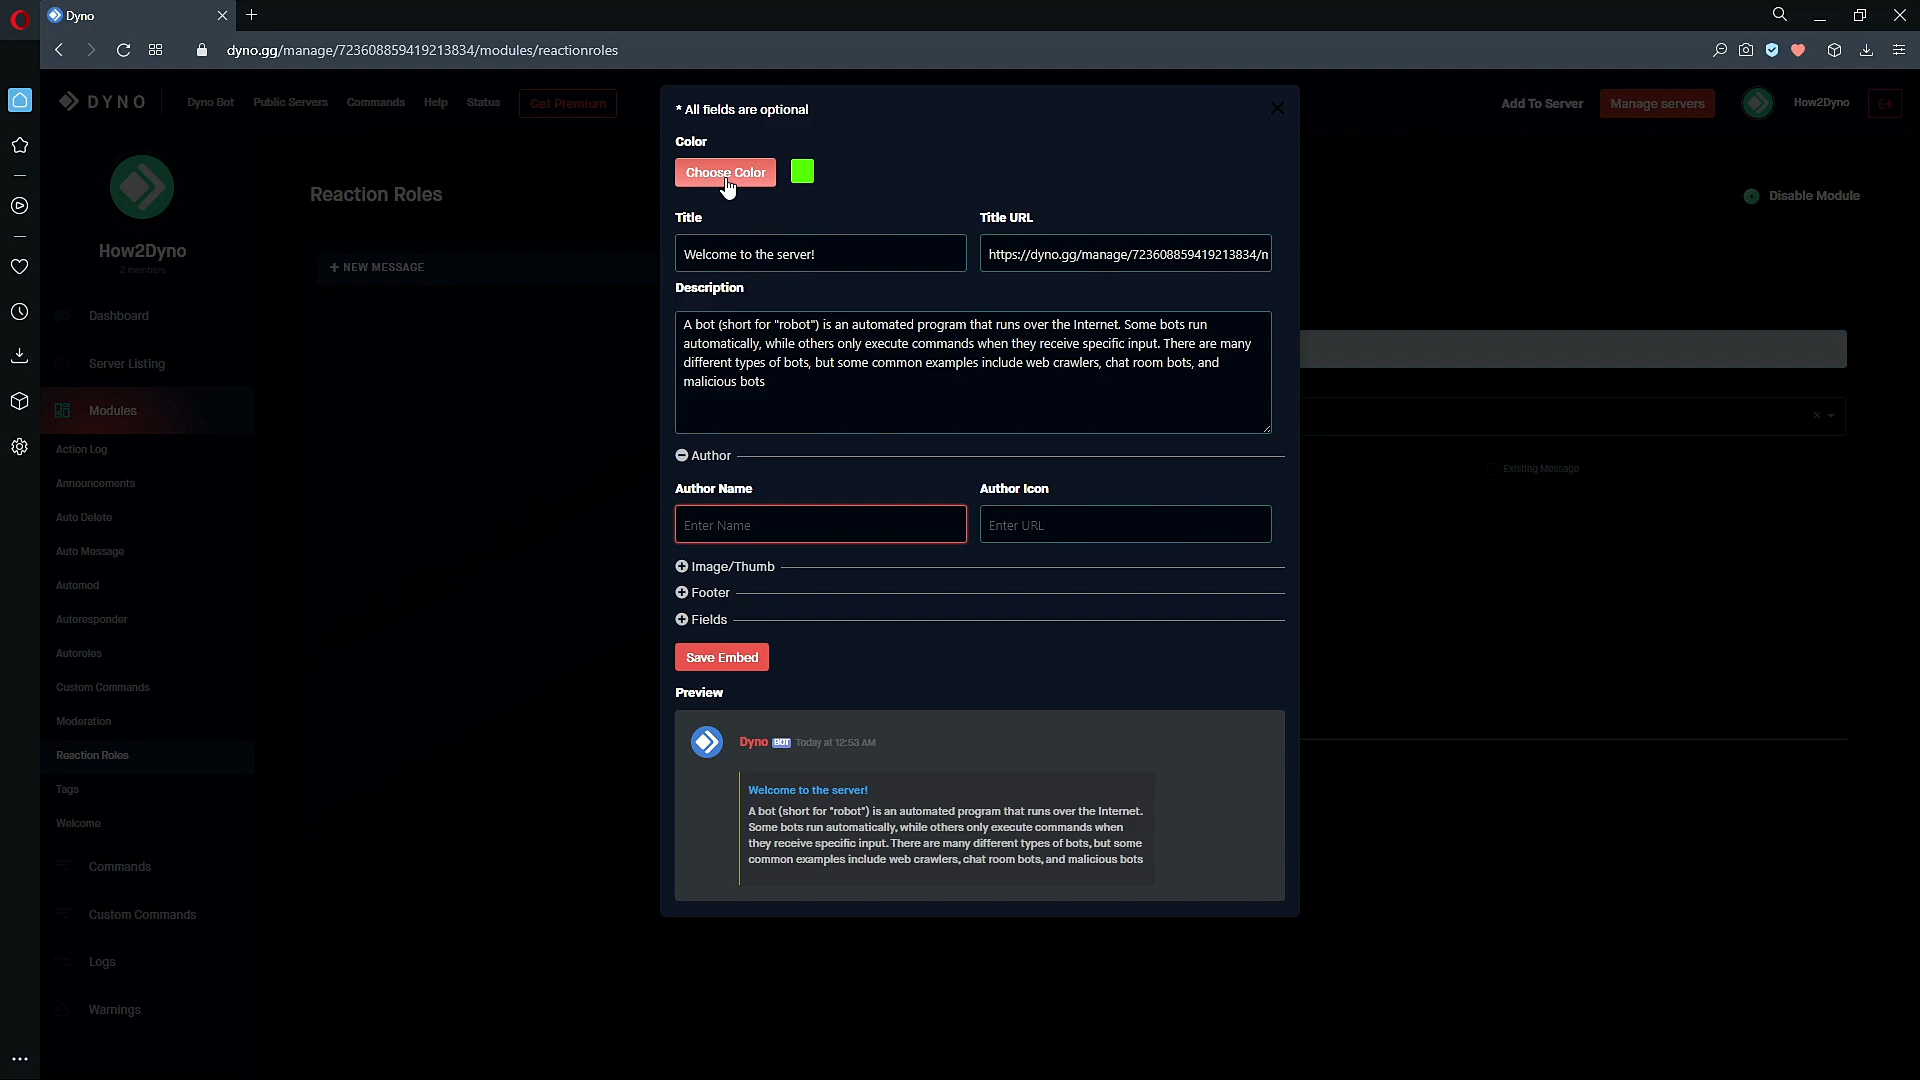 Dyno
dyno.gg/manage/723608859419213834/modules/reactionroles
DYNO
Dyno Bot
Public Servers
Commands
Help
Status
Get Premium
Add To Server
Manage servers
How2Dyno
How2Dyno
2 members
Dashboard
Server Listing
Modules
Action Log
Announcements
Auto Delete
Auto Message
Automod
Autoresponder
Autoroles
Custom Commands
Moderation
Reaction Roles
Tags
Welcome
Commands
Custom Commands
Logs
Warnings
Reaction Roles
Disable Module
+ NEW MESSAGE
Existing Message
* All fields are optional
Color
Choose Color
Title
Title URL
Welcome to the server!
https://dyno.gg/manage/723608859419213834/n
Description
A bot (short for "robot") is an automated program that runs over the Internet. Some bots run
automatically, while others only execute commands when they receive specific input. There are many
different types of bots, but some common examples include web crawlers, chat room bots, and
malicious bots
Author
Author Name
Author Icon
Enter Name
Enter URL
Image/Thumb
Footer
Fields
Save Embed
Preview
Dyno BOT Today at 12:53 AM
Welcome to the server!
A bot (short for "robot") is an automated program that runs over the Internet.
Some bots run automatically, while others only execute commands when
they receive specific input. There are many different types of bots, but some
common examples include web crawlers, chat room bots, and malicious bots